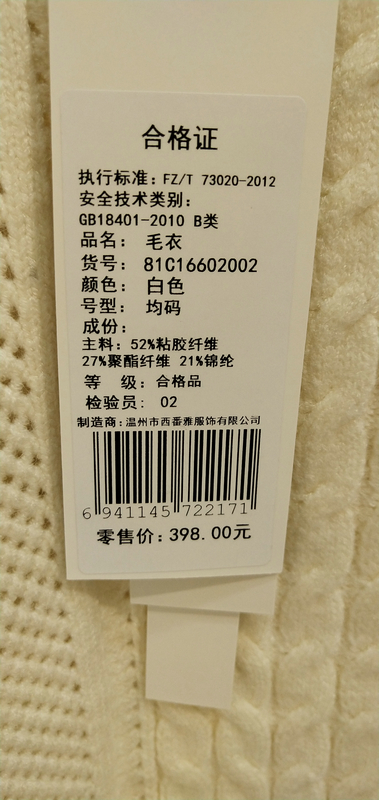 合格证
执行标准：FZ/T 73020-2012
安全技术类别：
GB18401-2010 B类
品名： 毛衣
货号： 81C16602002
颜色： 白色
号型： 均码
成份：
主料：52%粘胶纤维
27%聚酯纤维 21%锦纶
等 级：合格品
检验员： 02
制造商：温州市西番雅服饰有限公司
6 941145 722171
零售价：398.00元